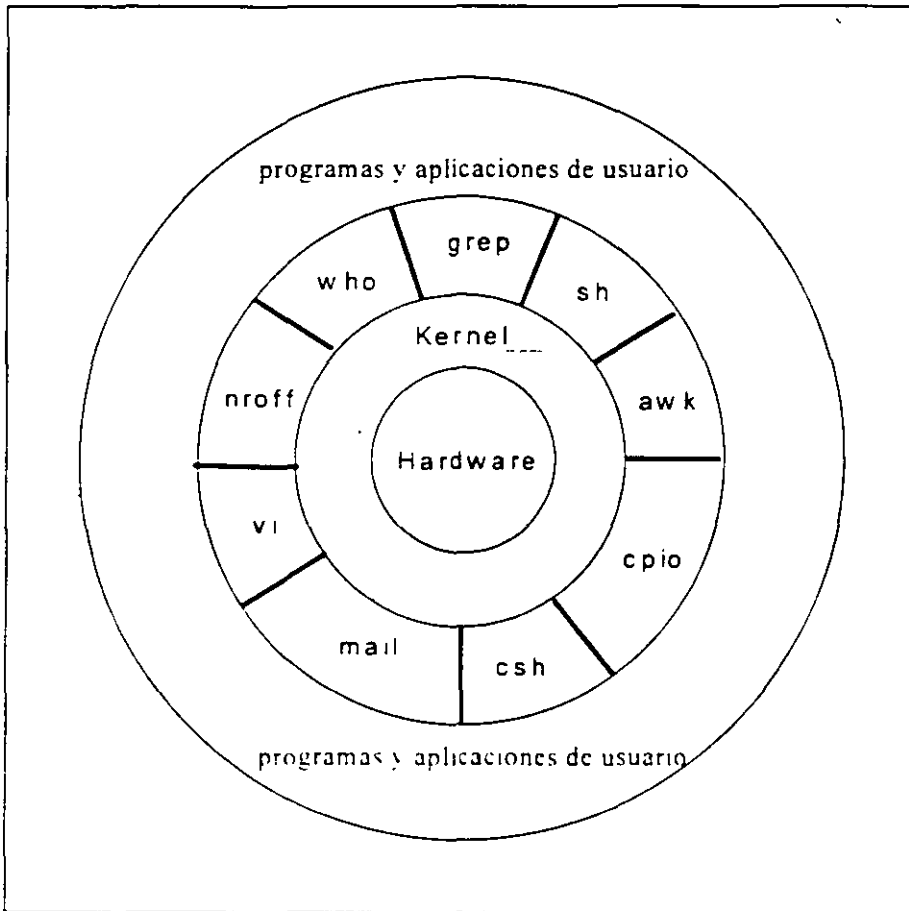 programas y aplicaciones de usuario
grep
who
sh
Kernel
nroff
awk
Hardware
vi
cpio
mail
csh
programas y aplicaciones de usuario